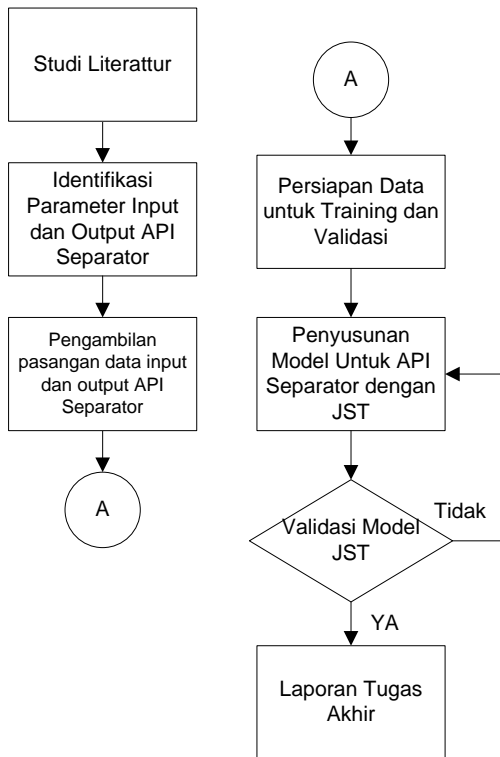 Studi Literattur
Identifikasi
Parameter Input
dan Output API
Separator
Pengambilan
pasangan data input
dan output API
Separator
A
A
Persiapan Data
untuk Training dan
Validasi
Penyusunan
Model Untuk API
Separator dengan
JST
Validasi Model
JST
Tidak
YA
Laporan Tugas
Akhir